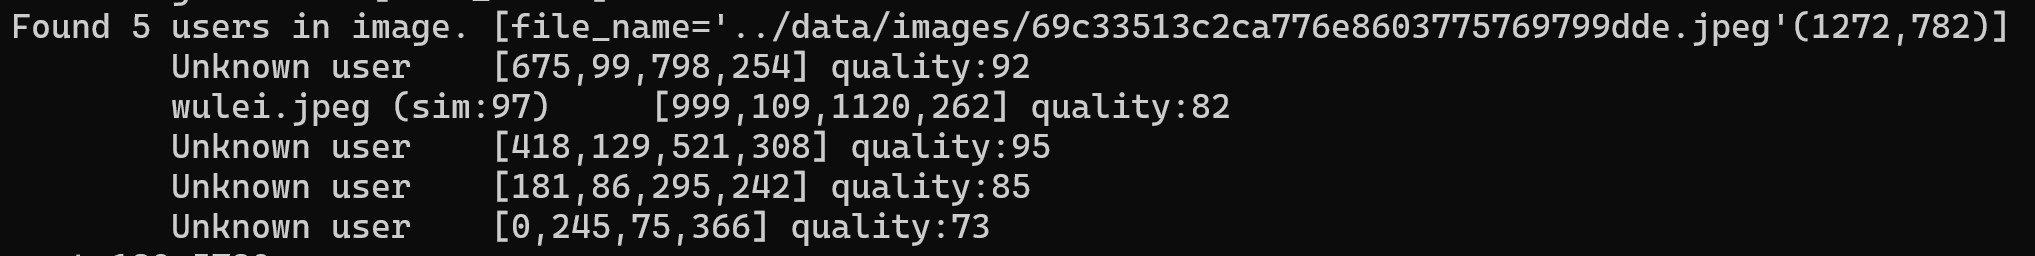 Found 5 users in image. [file_name='../data/images/69c33513c2ca776e8603775769799dde.jpeg'(1272,782)]
Unknown user [675,99,798,254] quality:92
wulei.jpeg (sim:97) [999,109,1120,262] quality:82
Unknown user [418,129,521,308] quality:95
Unknown user [181,86,295,242] quality:85
Unknown user [0,245,75,366] quality:73